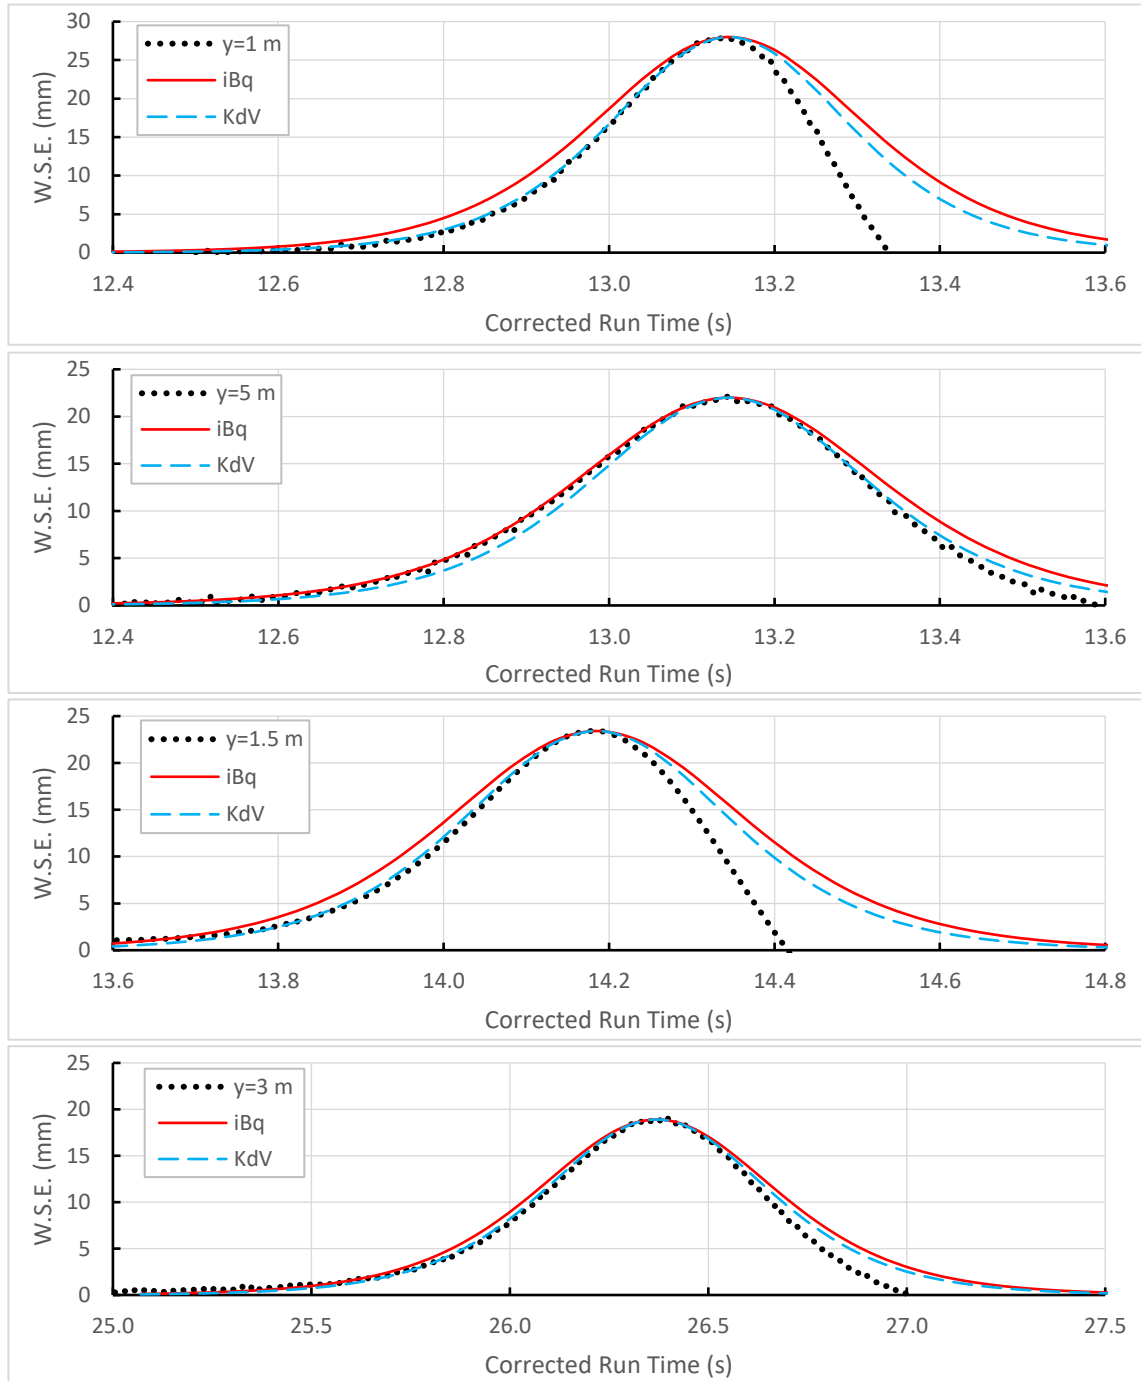 30
25
20
15
10
5
0
W.S.E. (mm)
y=1 m
iBq
KdV
12.4 12.6 12.8 13.0 13.2 13.4 13.6
Corrected Run Time (s)
25
20
15
10
5
0
W.S.E. (mm)
y=5 m
iBq
KdV
12.4 12.6 12.8 13.0 13.2 13.4 13.6
Corrected Run Time (s)
25
20
15
10
5
0
W.S.E. (mm)
y=1.5 m
iBq
KdV
13.6 13.8 14.0 14.2 14.4 14.6 14.8
Corrected Run Time (s)
25
20
15
10
5
0
W.S.E. (mm)
y=3 m
iBq
KdV
25.0 25.5 26.0 26.5 27.0 27.5
Corrected Run Time (s)